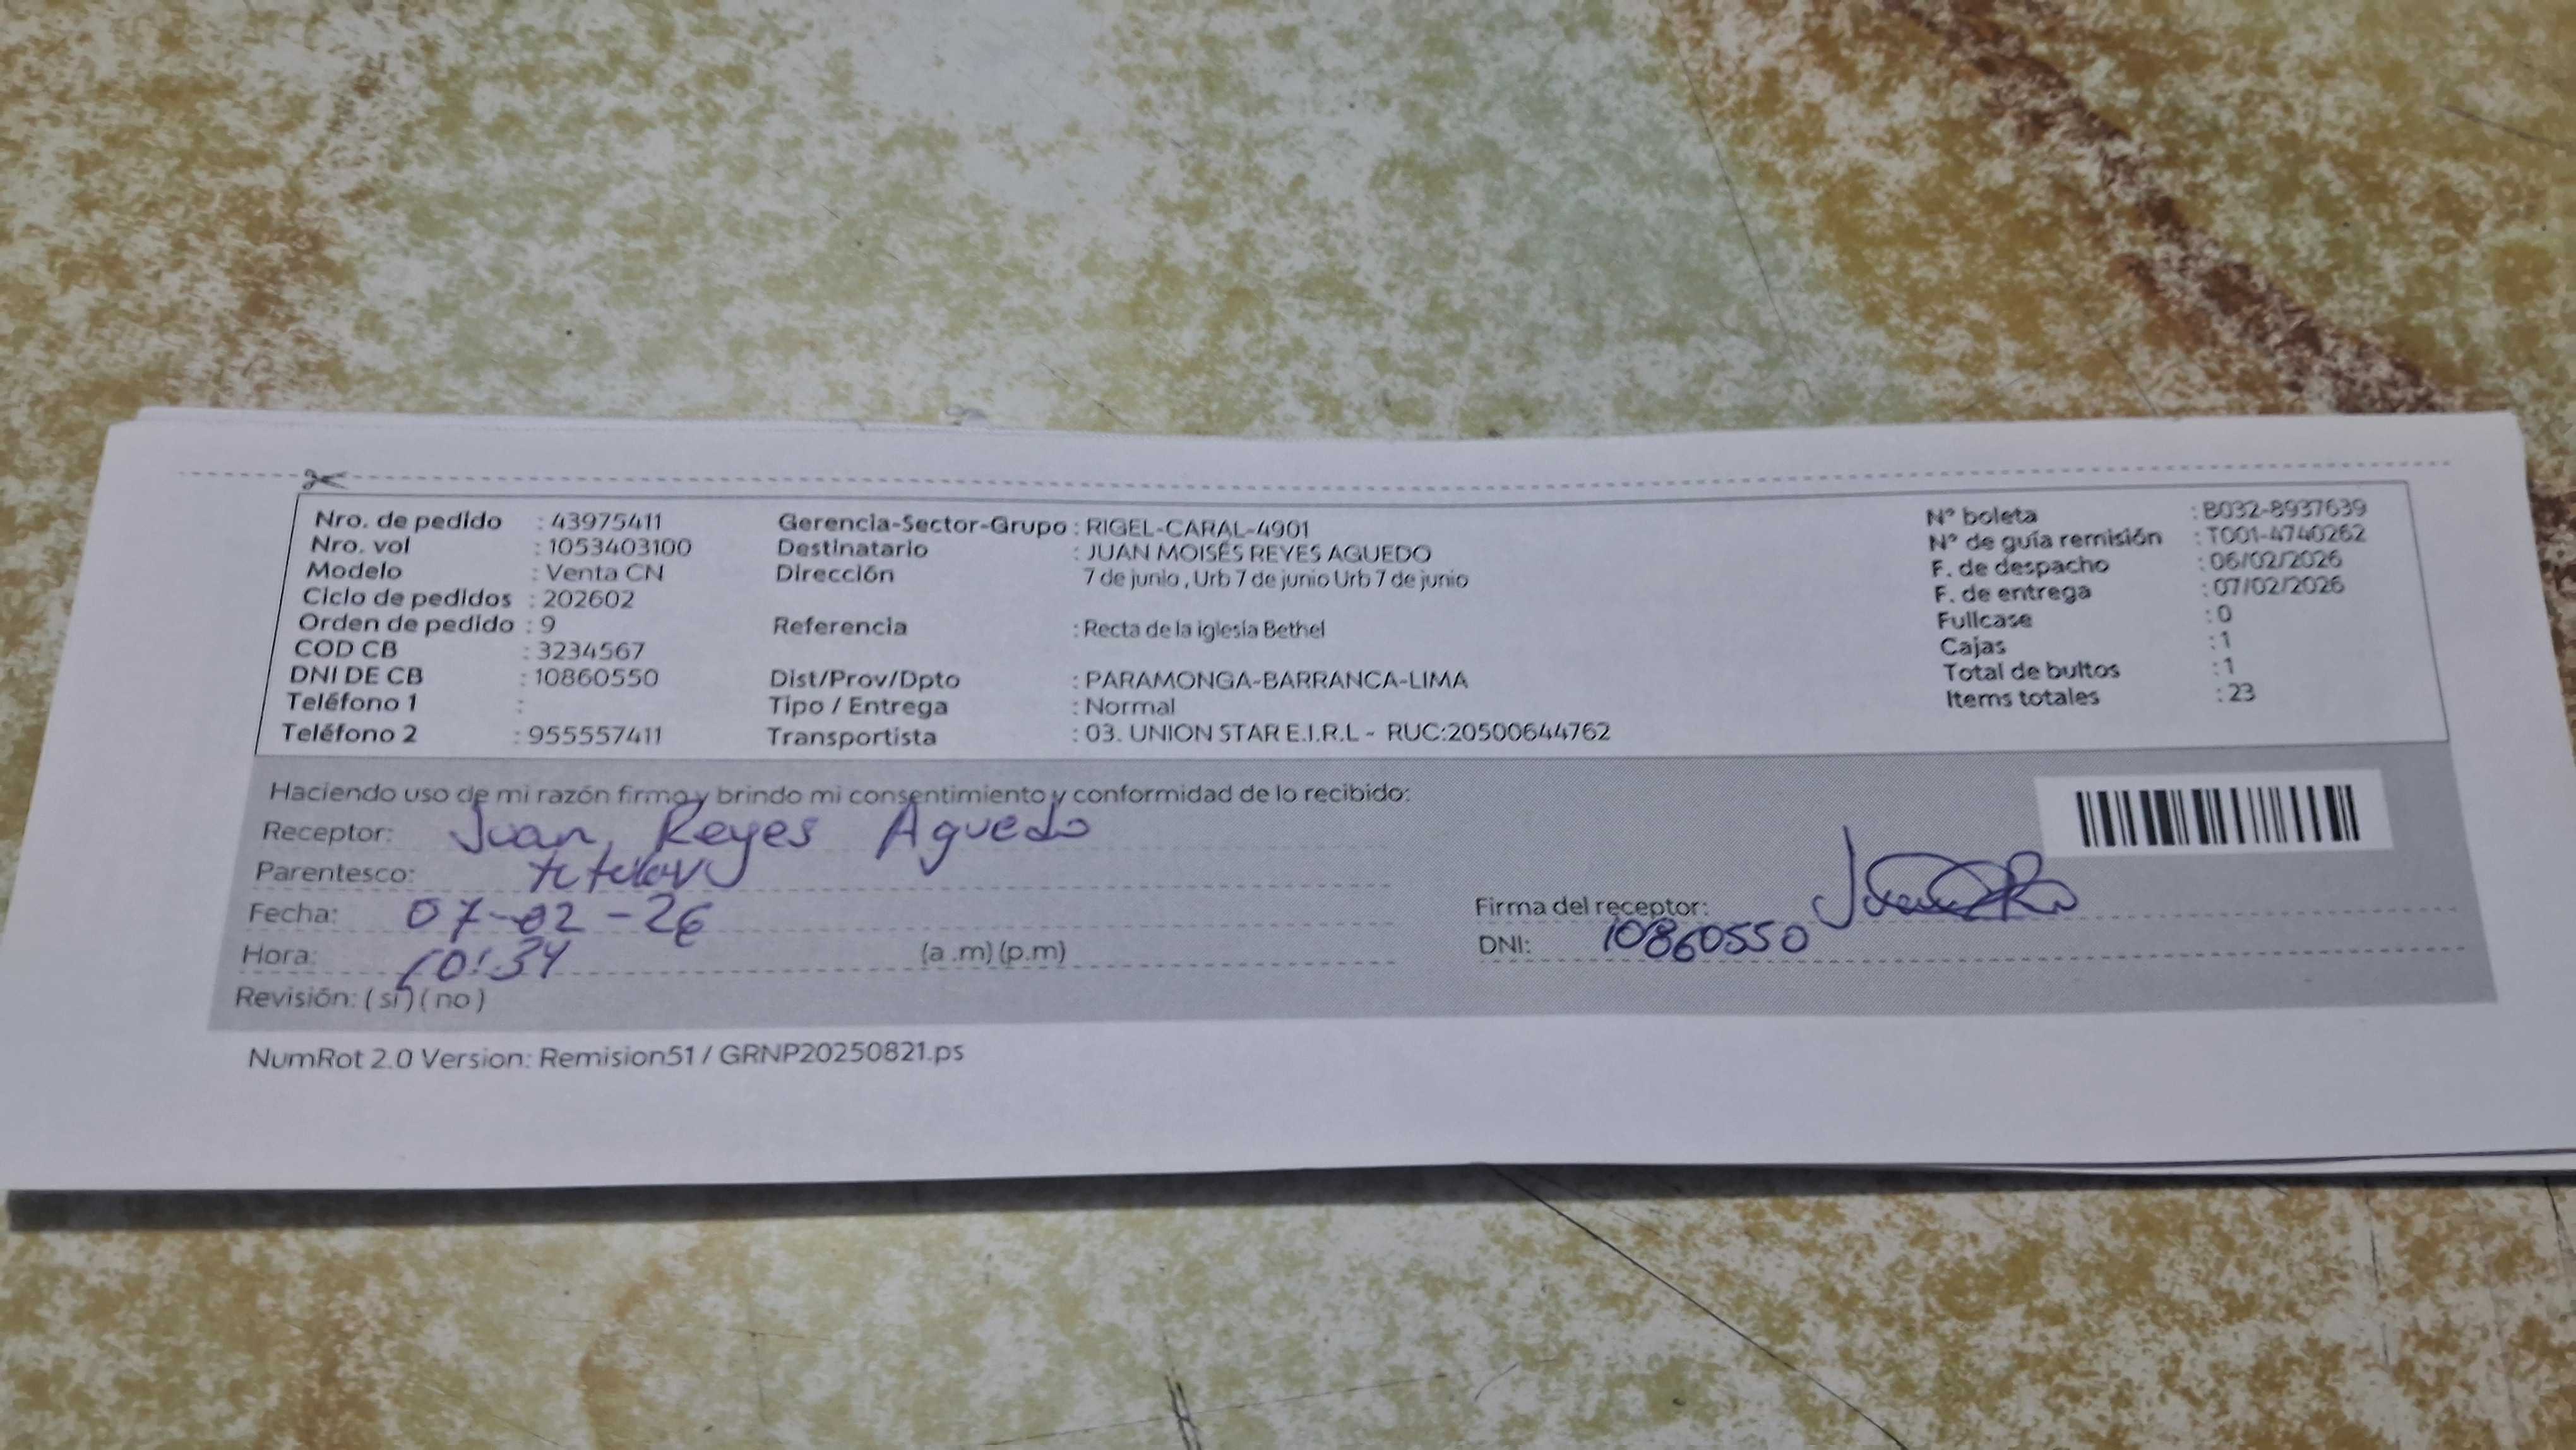 Nro. de pedido : 43975411
Nro. vol : 1053403100
Modelo : Venta CN
Ciclo de pedidos : 202602
Orden de pedido : 9
COD CB : 3234567
DNI DE CB : 10860550
Teléfono 1 :
Teléfono 2 : 955557411
Gerencia-Sector-Grupo : RIGEL-CARAL-4901
Destinatario : JUAN MOISÉS REYES AGUEDO
Dirección 7 de junio , Urb 7 de junio Urb 7 de junio
Referencia : Recta de la iglesia Bethel
Dist/Prov/Dpto : PARAMONGA-BARRANCA-LIMA
Tipo / Entrega : Normal
Transportista : 03. UNION STAR E.I.R.L - RUC:20500644762
N° boleta : B032-8937639
N° de guía remisión : T001-4740262
F. de despacho : 06/02/2026
F. de entrega : 07/02/2026
Fullcase : 0
Cajas : 1
Total de bultos : 1
Items totales : 23
Haciendo uso de mi razón firmo y brindo mi consentimiento y conformidad de lo recibido:
Receptor: Juan Reyes Aguedo
Parentesco: titular
Fecha: 07-02-26
Hora: 10:34 (a .m) (p.m)
Revisión: ( si ) ( no )
Firma del receptor:
DNI: 10860550
NumRot 2.0 Version: Remision51 / GRNP20250821.ps